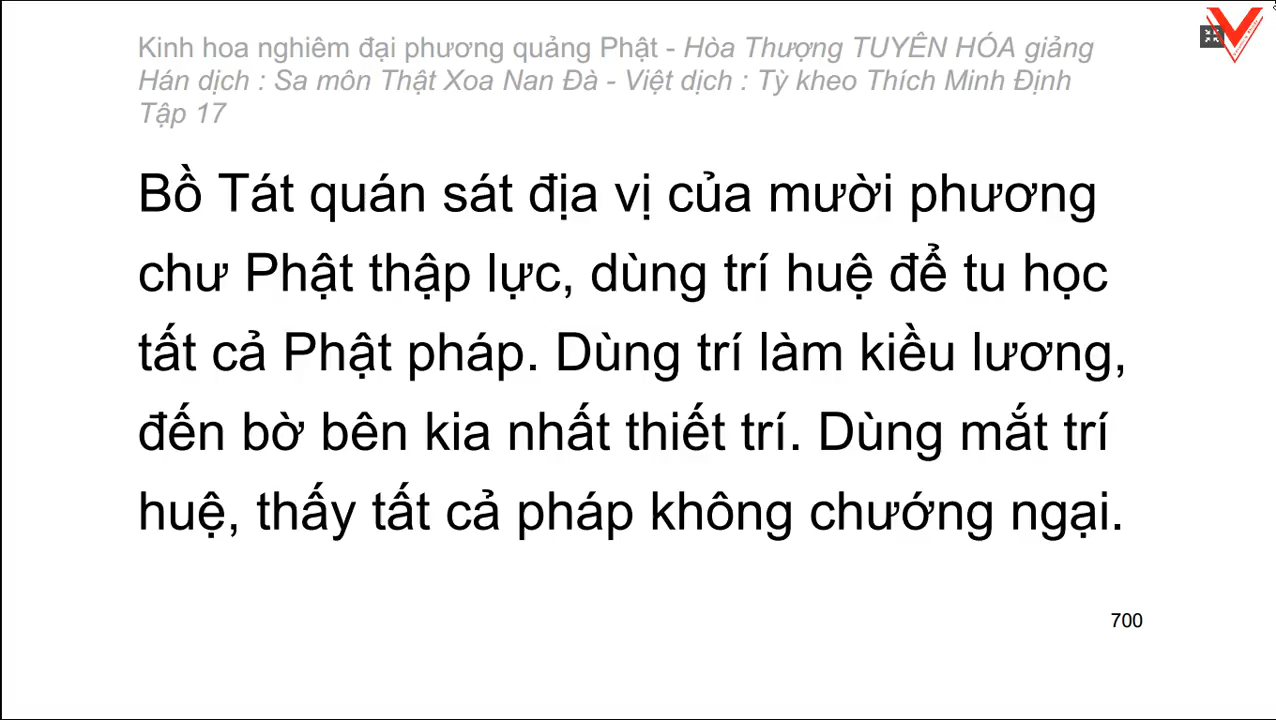 Kinh hoa nghiêm đại phương quảng Phật - Hòa Thượng TUYÊN HÓA giảng
Hán dịch : Sa môn Thật Xoa Nan Đà - Việt dịch : Tỳ kheo Thích Minh Định
Tập 17
Bồ Tát quán sát địa vị của mười phương
chư Phật thập lực, dùng trí huệ để tu học
tất cả Phật pháp. Dùng trí làm kiều lương,
đến bờ bên kia nhất thiết trí. Dùng mắt trí
huệ, thấy tất cả pháp không chướng ngại.
700